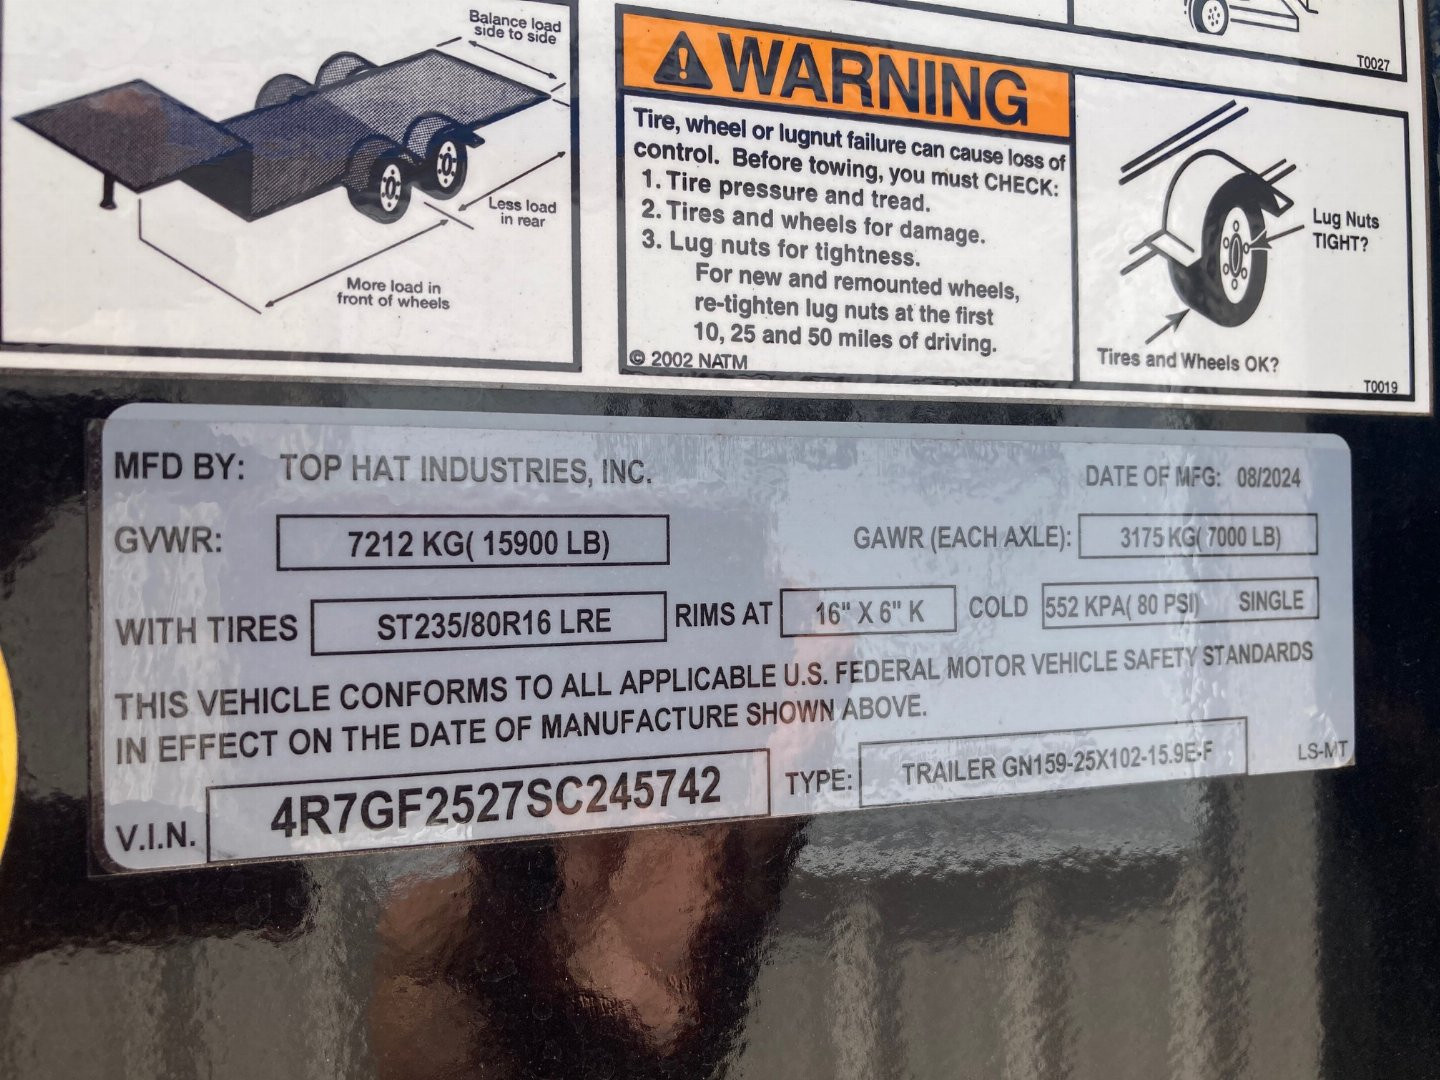 Balance load
side to side
Less load
in rear
More load in
front of wheels
WARNING
Tire, wheel or lugnut failure can cause loss of
control. Before towing, you must CHECK:
1. Tire pressure and tread.
2. Tires and wheels for damage.
3. Lug nuts for tightness.
For new and remounted wheels,
re-tighten lug nuts at the first
10, 25 and 50 miles of driving.
© 2002 NATM
T0027
Lug Nuts
TIGHT?
Tires and Wheels OK?
T0019
MFD BY: TOP HAT INDUSTRIES, INC. DATE OF MFG: 08/2024
GVWR: 7212 KG( 15900 LB) GAWR (EACH AXLE): 3175 KG( 7000 LB)
WITH TIRES ST235/80R16 LRE RIMS AT 16" X 6" K COLD 552 KPA( 80 PSI) SINGLE
THIS VEHICLE CONFORMS TO ALL APPLICABLE U.S. FEDERAL MOTOR VEHICLE SAFETY STANDARDS
IN EFFECT ON THE DATE OF MANUFACTURE SHOWN ABOVE.
V.I.N. 4R7GF2527SC245742 TYPE: TRAILER GN159-25X102-15.9E-F LS-MT